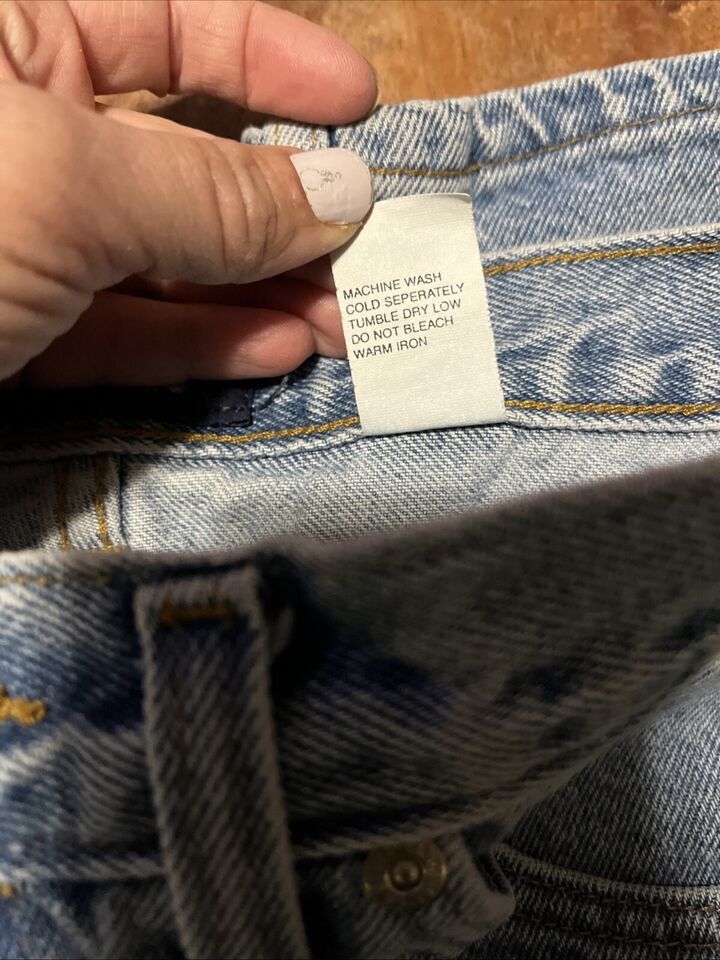 MACHINE WASH
COLD SEPERATELY
TUMBLE DRY LOW
DO NOT BLEACH
WARM IRON